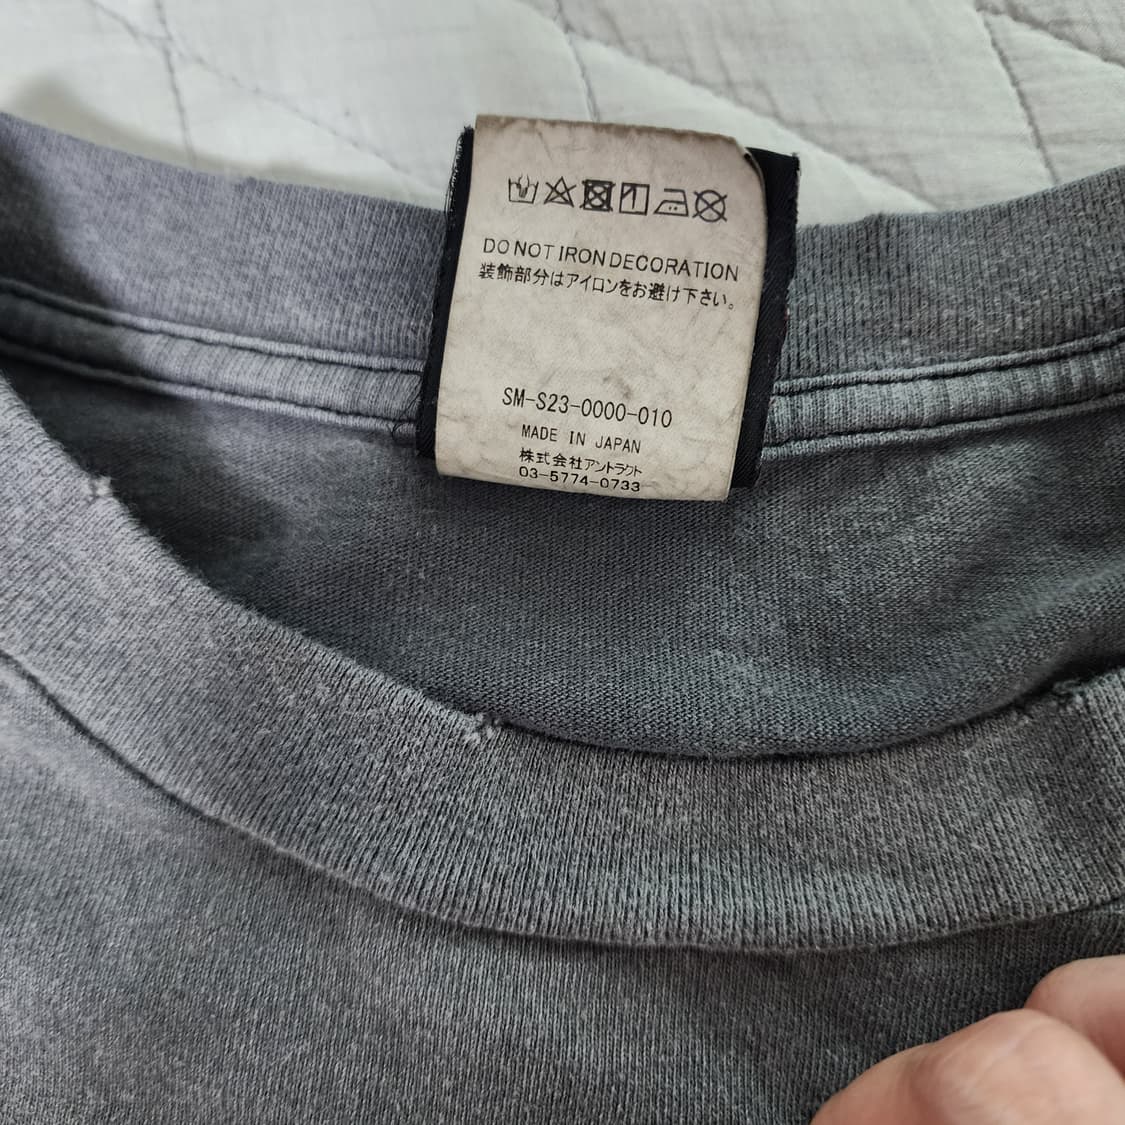 DO NOT IRON DECORATION
装飾部分はアイロンをお避け下さい。
SM-S23-0000-010
MADE IN JAPAN
株式会社アントラクト
03-5774-0733